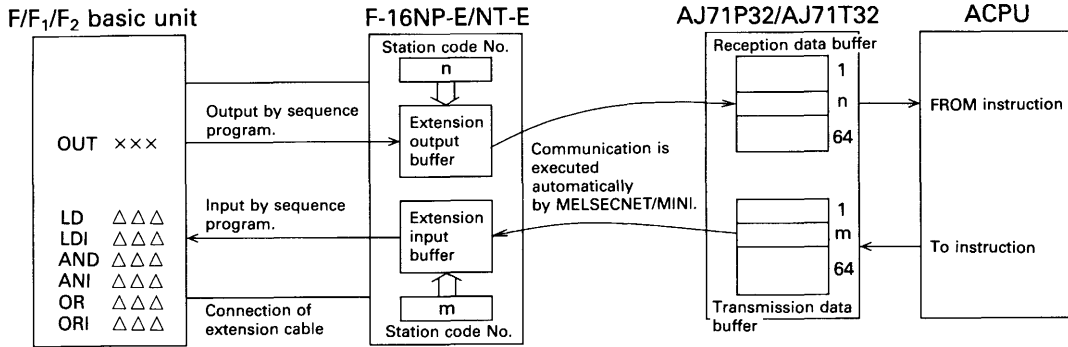 F/F₁/F₂ basic unit
F-16NP-E/NT-E
AJ71P32/AJ71T32
ACPU
Station code No.
n
Output by sequence
program.
OUT ×××
Extension
output
buffer
Reception data buffer
1
n
64
FROM instruction
Communication is
executed
automatically
by MELSECNET/MINI.
LD △△△
LDI △△△
AND △△△
ANI △△△
OR △△△
ORI △△△
Input by sequence
program.
Extension
input
buffer
m
Station code No.
Connection of
extension cable
1
m
64
Transmission data
buffer
To instruction